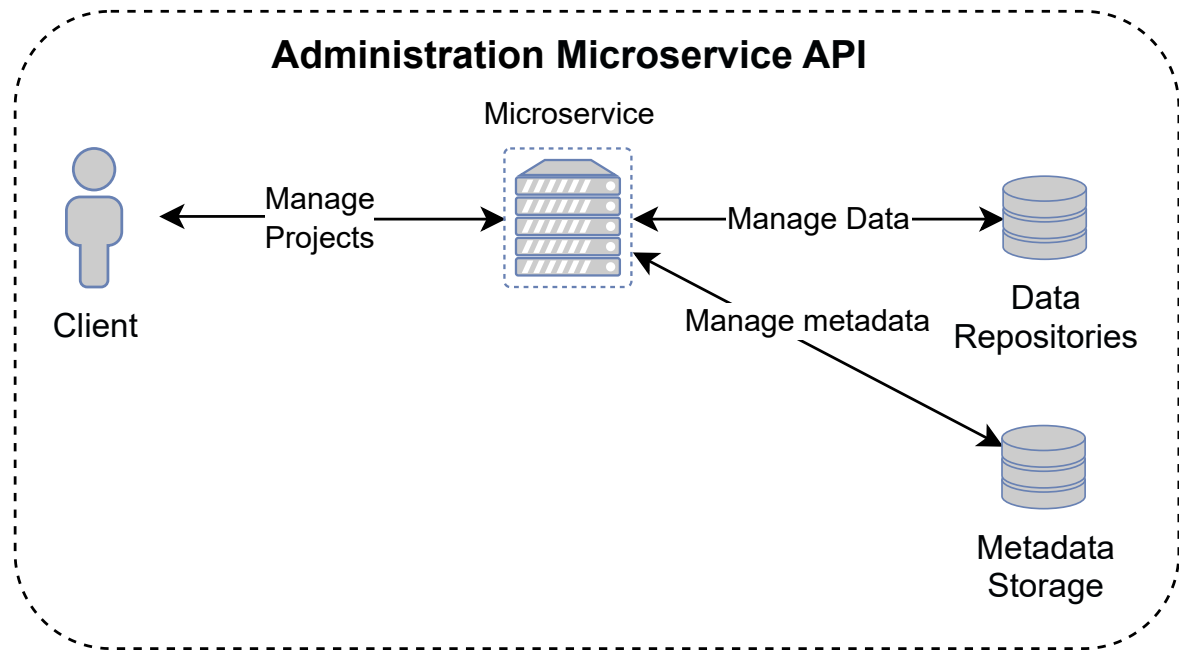 Administration Microservice API
Microservice
Manage
Projects
Manage Data
Client
Data
Repositories
Manage metadata
Metadata
Storage